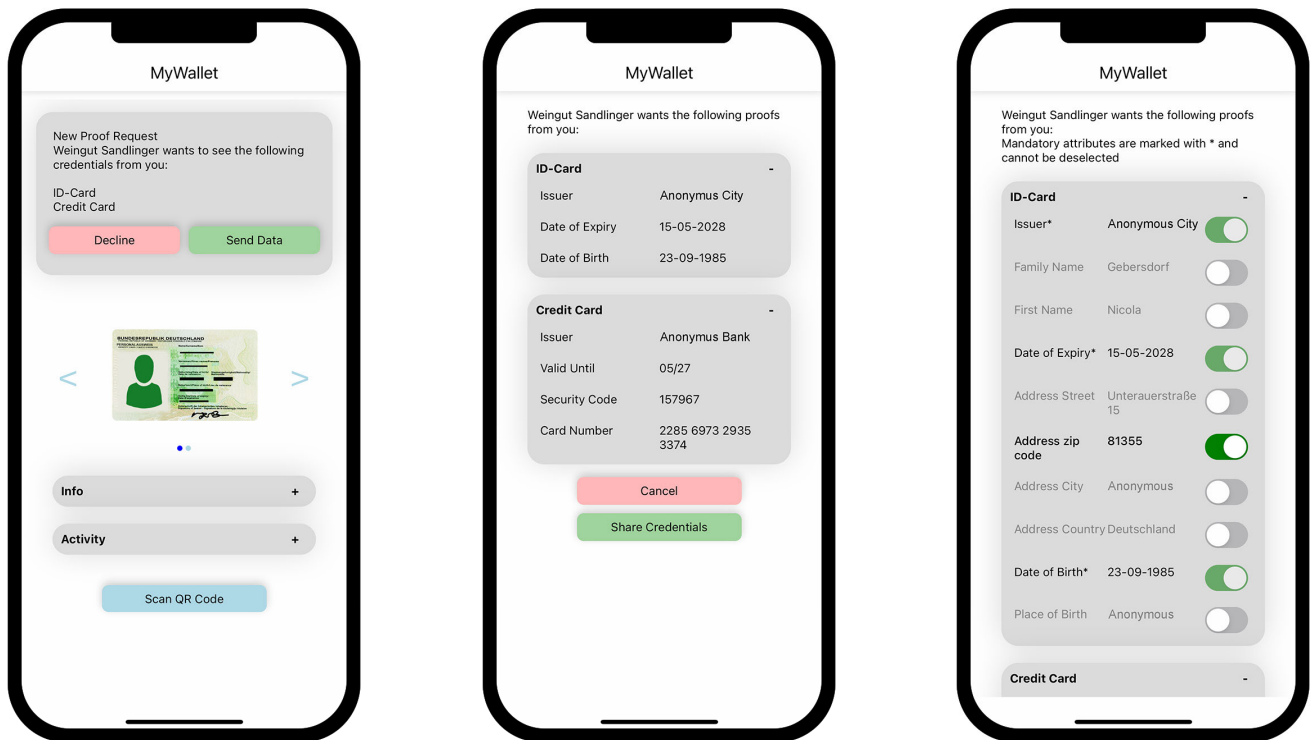 MyWallet
New Proof Request
Weingut Sandlinger wants to see the following
credentials from you:
ID-Card
Credit Card
Decline
Send Data
BUNDESREPUBLIK DEUTSCHLAND
<
>
Info +
Activity +
Scan QR Code
MyWallet
Weingut Sandlinger wants the following proofs
from you:
ID-Card -
Issuer Anonymus City
Date of Expiry 15-05-2028
Date of Birth 23-09-1985
Credit Card -
Issuer Anonymus Bank
Valid Until 05/27
Security Code 157967
Card Number 2285 6973 2935
3374
Cancel
Share Credentials
MyWallet
Weingut Sandlinger wants the following proofs
from you:
Mandatory attributes are marked with * and
cannot be deselected
ID-Card -
Issuer* Anonymous City
Family Name Gebersdorf
First Name Nicola
Date of Expiry* 15-05-2028
Address Street Unterauerstraße
15
Address zip 81355
code
Address City Anonymous
Address Country Deutschland
Date of Birth* 23-09-1985
Place of Birth Anonymous
Credit Card -